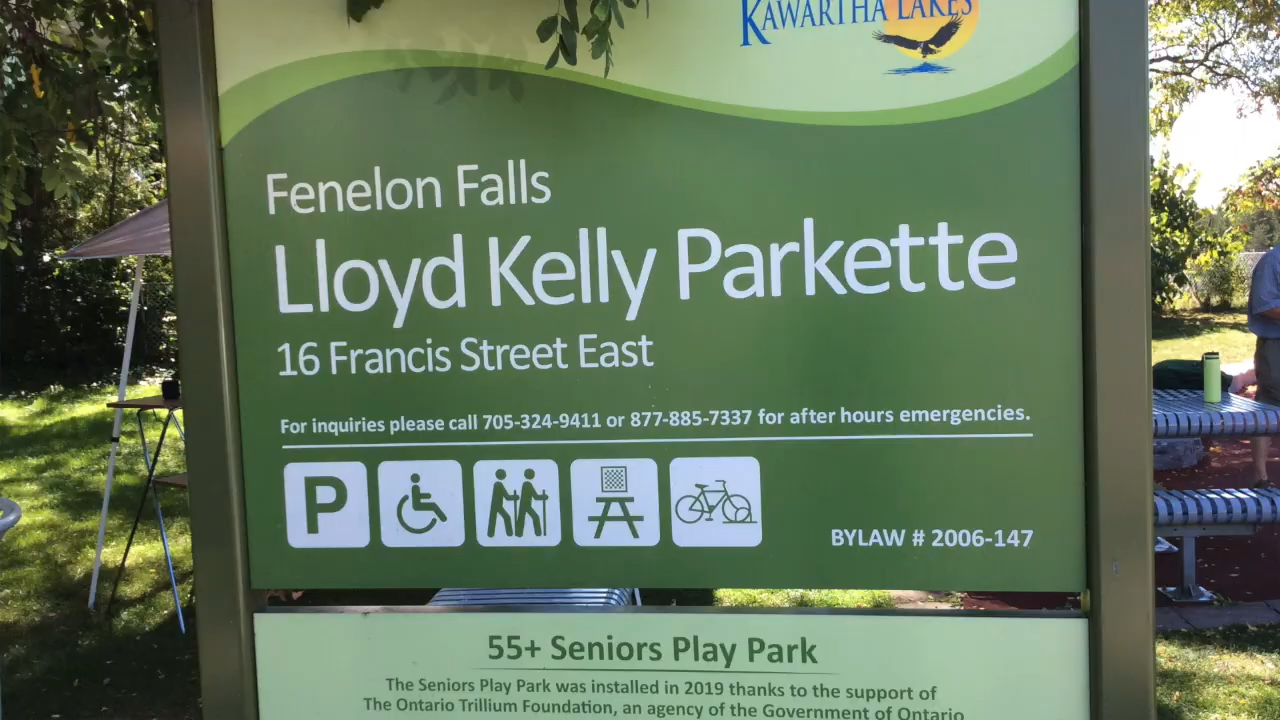 KAWARTHA LAKES
Fenelon Falls
Lloyd Kelly Parkette
16 Francis Street East
For inquiries please call 705-324-9411 or 877-885-7337 for after hours emergencies.
P
BYLAW # 2006-147
55+ Seniors Play Park
The Seniors Play Park was installed in 2019 thanks to the support of
The Ontario Trillium Foundation, an agency of the Government of Ontario